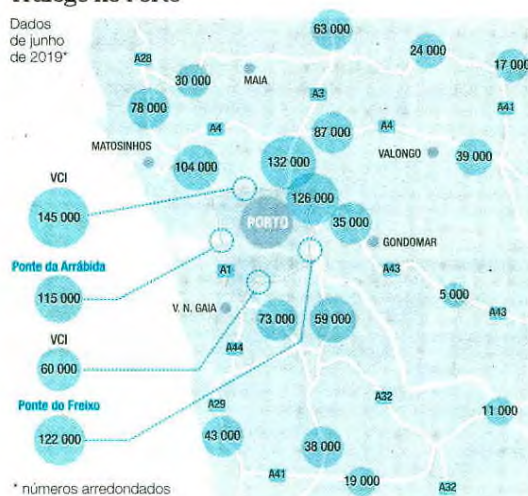 Tráfego no Porto
Dados
de junho
de 2019*
63 000
24 000
17 000
A28
30 000
MAIA
A3
A41
78 000
A4
87 000
A4
MATOSINHOS
VALONGO
39 000
104 000
132 000
VCI
145 000
126 000
PORTO
35 000
GONDOMAR
Ponte da Arrábida
115 000
A1
A43
5 000
A43
V. N. GAIA
73 000
59 000
VCI
60 000
A44
A32
Ponte do Freixo
122 000
A29
43 000
38 000
11 000
A41
19 000
A32
* números arredondados